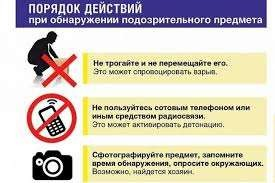 ПОРЯДОК ДЕЙСТВИЙ
при обнаружении подозрительного предмета
Не трогайте и не перемещайте его.
Это может спровоцировать взрыв.
Не пользуйтесь сотовым телефоном или
иным средством радиосвязи.
Это может активировать детонацию.
Сфотографируйте предмет, запомните
время обнаружения, опросите окружающих.
Возможно, найдется хозяин.